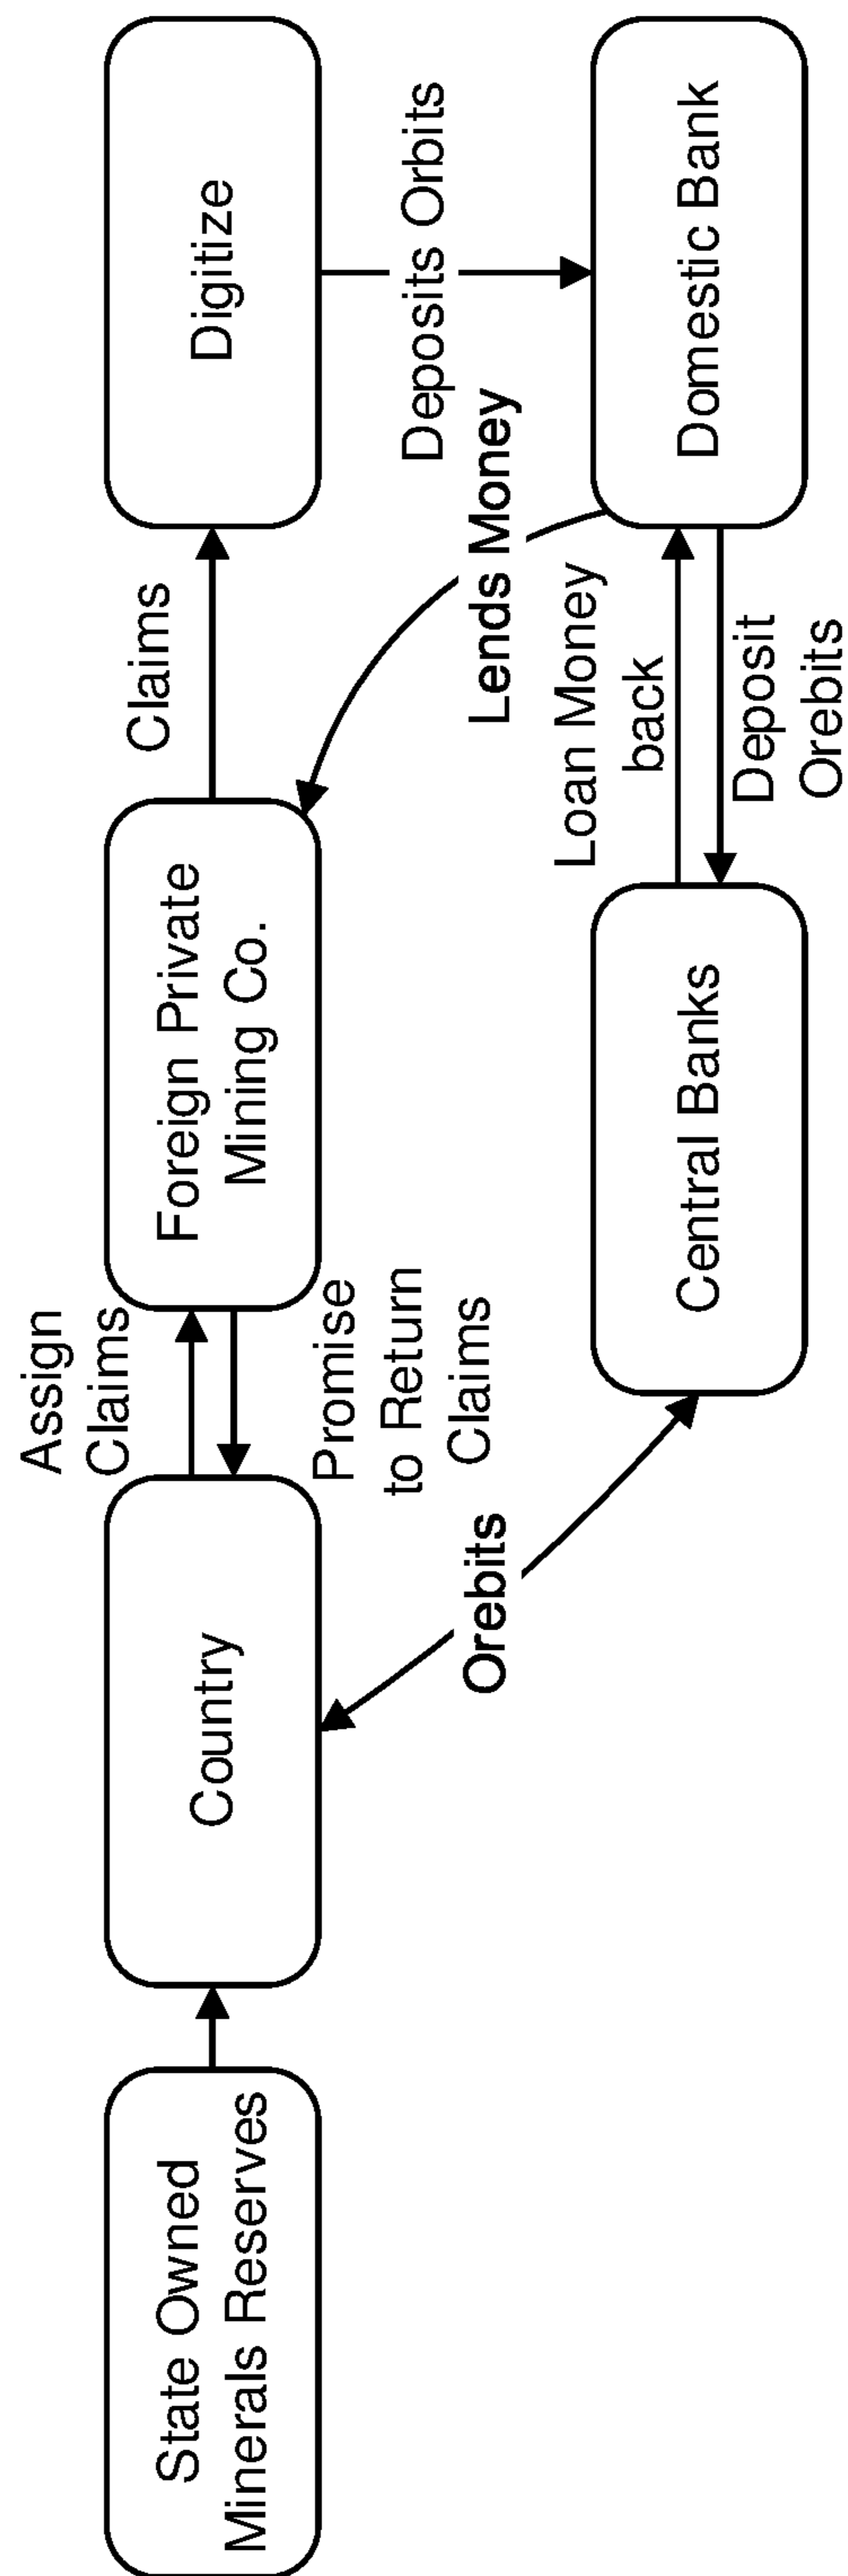 State Owned
Minerals Reserves
Country
Assign
Claims
Promise
to Return
Claims
Foreign Private
Mining Co.
Claims
Digitize
Deposits Orbits
Lends Money
Orebits
Central Banks
Loan Money
back
Deposit
Orebits
Domestic Bank